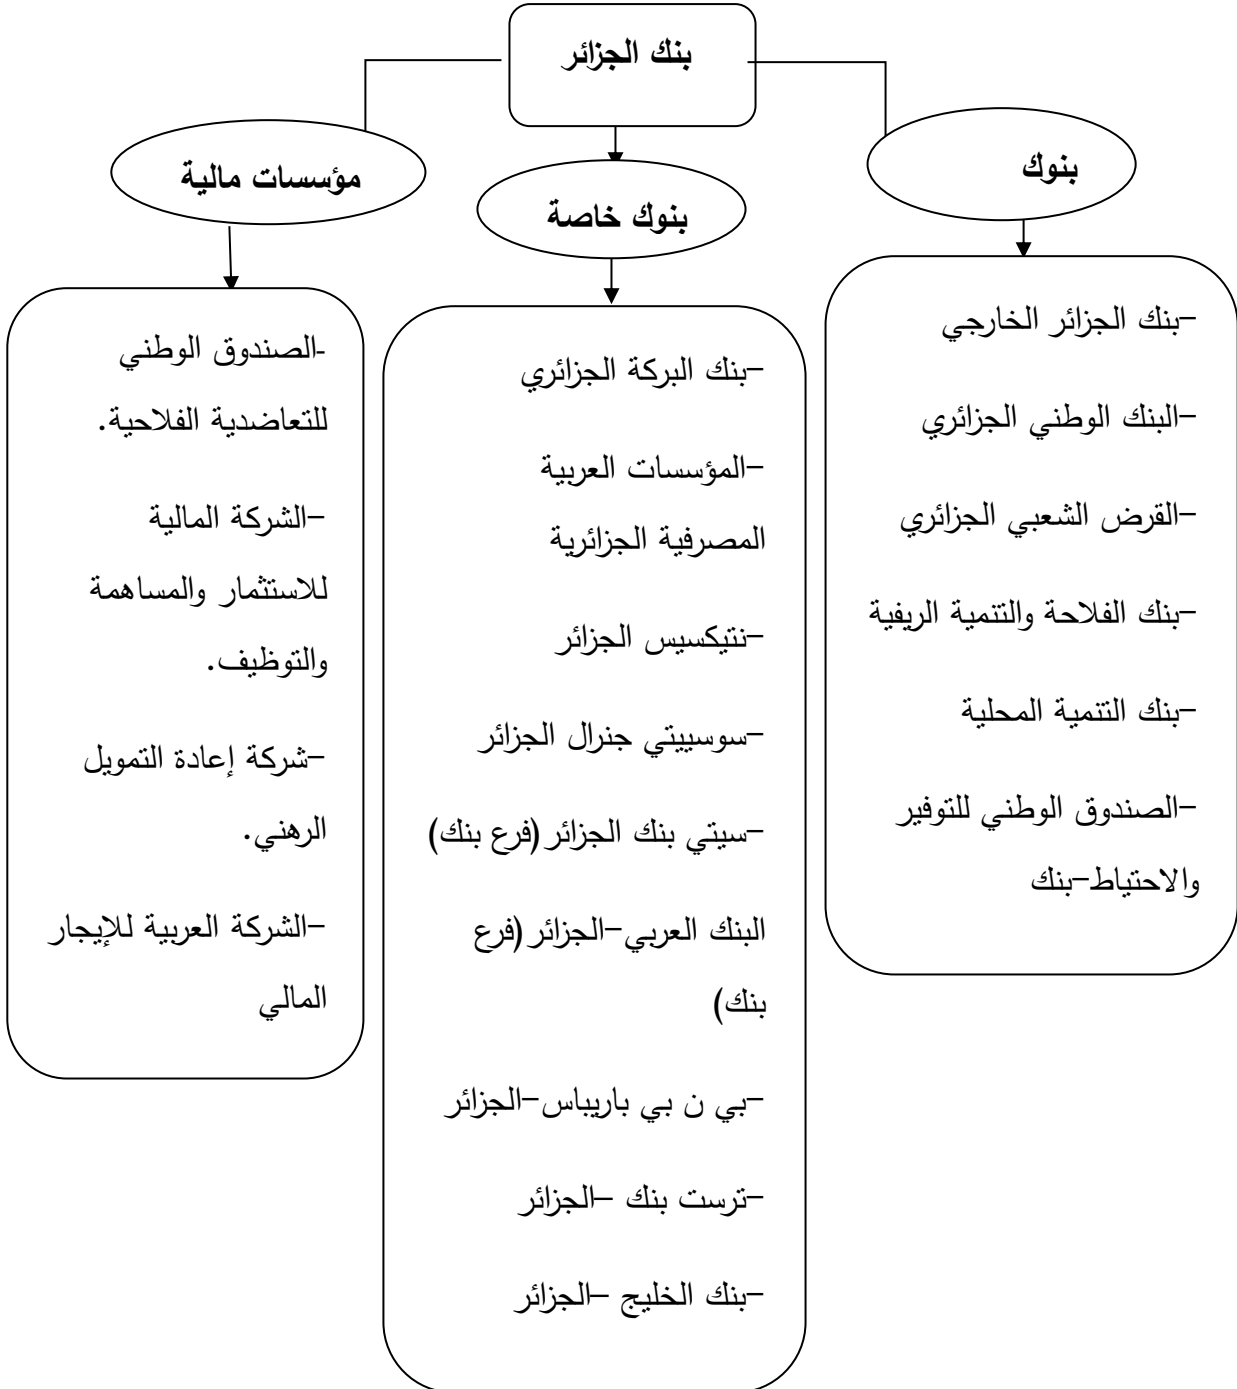 بنك الجزائر
بنوك
بنوك خاصة
مؤسسات مالية
–بنك الجزائر الخارجي
–البنك الوطني الجزائري
–القرض الشعبي الجزائري
–بنك الفلاحة والتنمية الريفية
–بنك التنمية المحلية
–الصندوق الوطني للتوفير
والاحتياط–بنك
–بنك البركة الجزائري
–المؤسسات العربية
المصرفية الجزائرية
–نتيكسيس الجزائر
–سوسييتي جنرال الجزائر
–سيتي بنك الجزائر (فرع بنك)
البنك العربي–الجزائر (فرع
بنك)
–بي ن بي باريباس–الجزائر
–ترست بنك –الجزائر
–بنك الخليج –الجزائر
-الصندوق الوطني
للتعاضدية الفلاحية.
–الشركة المالية
للاستثمار والمساهمة
والتوظيف.
–شركة إعادة التمويل
الرهني.
–الشركة العربية للإيجار
المالي